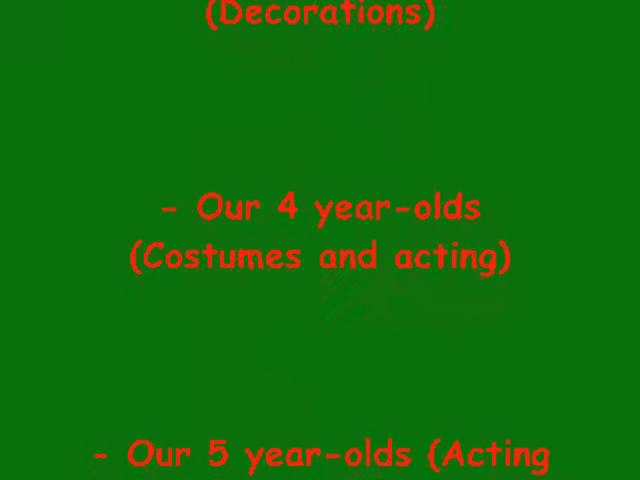 (Decorations)
- Our 4 year-olds
(Costumes and acting)
- Our 5 year-olds (Acting